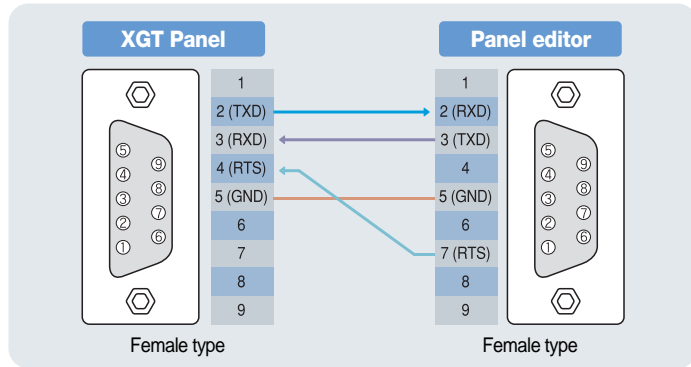 XGT Panel
Panel editor
1 1
2 (TXD) 2 (RXD)
3 (RXD) 3 (TXD)
4 (RTS) 4
5 (GND) 5 (GND)
6 6
7 7 (RTS)
8 8
9 9
⑤ ⑨ ④ ⑧ ③ ⑦ ② ⑥ ①
⑤ ⑨ ④ ⑧ ③ ⑦ ② ⑥ ①
Female type
Female type